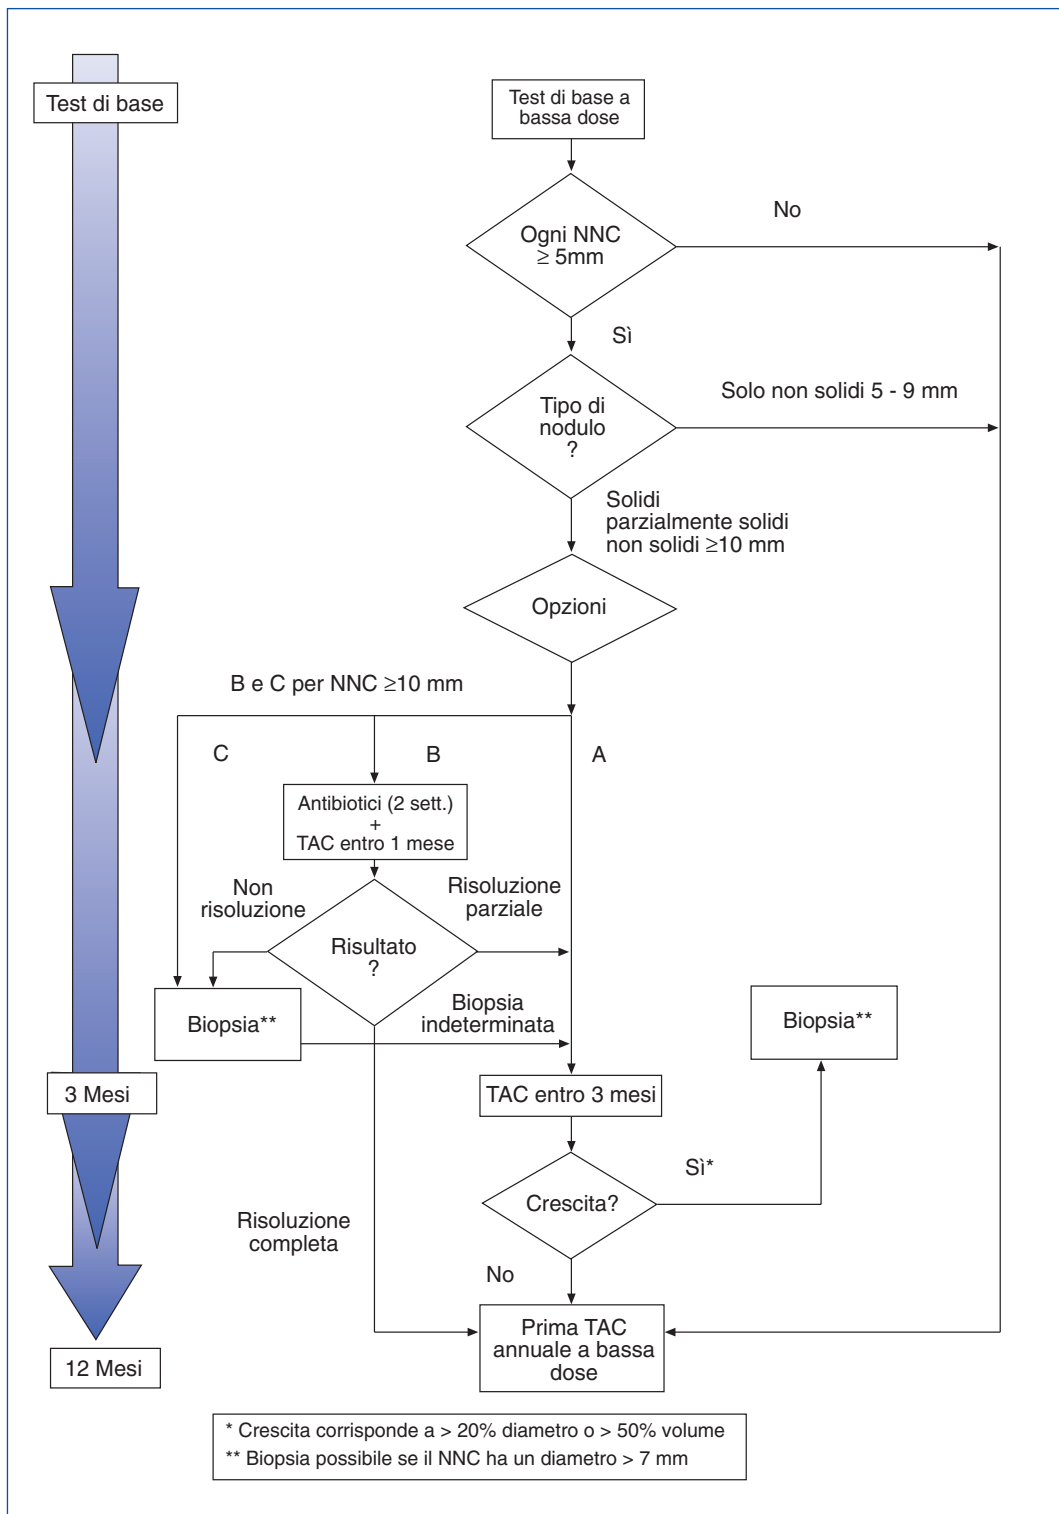 Test di base
Test di base a
bassa dose
Ogni NNC
≥ 5mm
No
Sì
Tipo di
nodulo
?
Solo non solidi 5 - 9 mm
Solidi
parzialmente solidi
non solidi ≥10 mm
Opzioni
B e C per NNC ≥10 mm
C
B
A
Antibiotici (2 sett.)
+
TAC entro 1 mese
Non
risoluzione
Risoluzione
parziale
Risultato
?
Biopsia**
Biopsia
indeterminata
Biopsia**
3 Mesi
TAC entro 3 mesi
Sì*
Crescita?
Risoluzione
completa
No
Prima TAC
annuale a bassa
dose
12 Mesi
* Crescita corrisponde a > 20% diametro o > 50% volume
** Biopsia possibile se il NNC ha un diametro > 7 mm